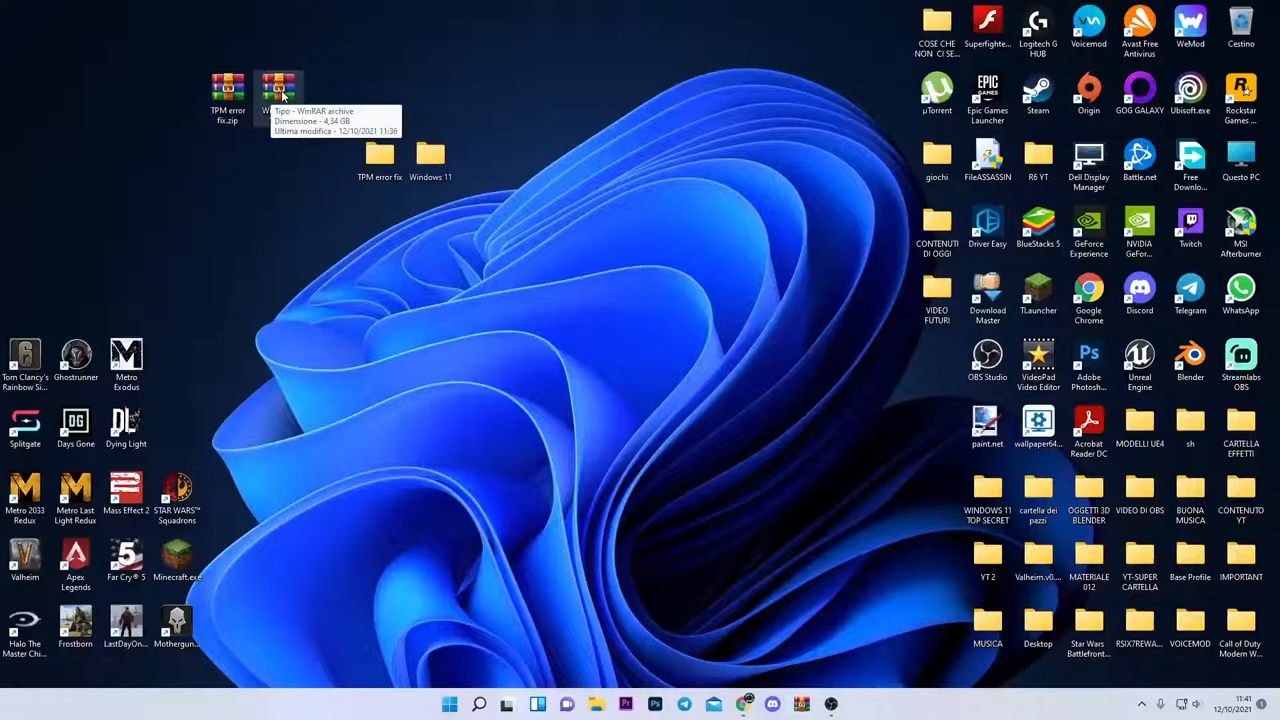 COSE CHE
NON CI SE...
Superfighte...
Logitech G
HUB
Voicemod
Avast Free
Antivirus
WeMod
Cestino
TPM error
fix.zip
Tipo - WinRAR archive
Dimensione - 4,34 GB
Ultima modifica - 12/10/2021 11:36
µTorrent
EPIC
GAMES
Epic Games
Launcher
Steam
Origin
GOG GALAXY
Ubisoft.exe
Rockstar
Games ...
TPM error fix
Windows 11
giochi
FileASSASSIN
R6 YT
Dell Display
Manager
Battle.net
Free
Downlo...
Questo PC
CONTENUTI
DI OGGI
Driver Easy
BlueStacks 5
GeForce
Experience
NVIDIA
GeFor...
Twitch
MSI
Afterburner
VIDEO
FUTURI
Download
Master
TLauncher
Google
Chrome
Discord
Telegram
WhatsApp
Tom Clancy's
Rainbow Si...
Ghostrunner
Metro
Exodus
OBS Studio
VideoPad
Video Editor
Ps
Adobe
Photosh...
Unreal
Engine
Blender
Streamlabs
OBS
Splitgate
DG
Days Gone
DL
Dying Light
paint.net
wallpaper64...
Acrobat
Reader DC
MODELLI UE4
sh
CARTELLA
EFFETTI
Metro 2033
Redux
Metro Last
Light Redux
Mass Effect 2
STAR WARS™
Squadrons
WINDOWS 11
TOP SECRET
cartella dei
pazzi
OGGETTI 3D
BLENDER
VIDEO DI OBS
BUONA
MUSICA
CONTENUTO
YT
Valheim
Apex
Legends
Far Cry® 5
Minecraft.exe
YT 2
Valheim.v0....
MATERIALE
012
YT-SUPER
CARTELLA
Base Profile
IMPORTANT
Halo The
Master Chi...
Frostborn
LastDayOn...
Mothergun...
MUSICA
Desktop
Star Wars
Battlefront...
RSIX7REWA...
VOICEMOD
Call of Duty
Modern W...
Pr
Ps
11:41
12/10/2021